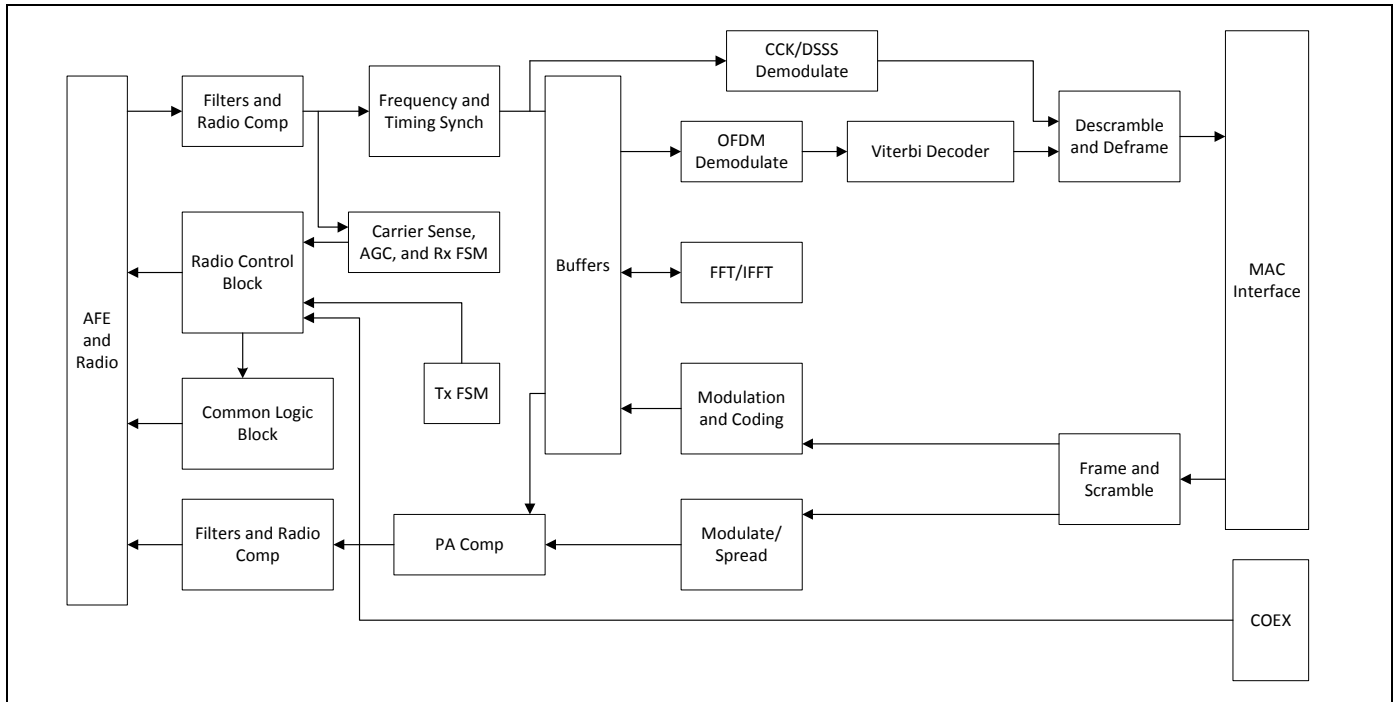 CCK/DSSS
Demodulate
Filters and
Radio Comp
Frequency and
Timing Synch
Descramble
and Deframe
OFDM
Demodulate
Viterbi Decoder
Carrier Sense,
AGC, and Rx FSM
Radio Control
Block
Buffers
FFT/IFFT
MAC
Interface
AFE
and
Radio
Tx FSM
Modulation
and Coding
Common Logic
Block
Frame and
Scramble
Filters and Radio
Comp
PA Comp
Modulate/
Spread
COEX